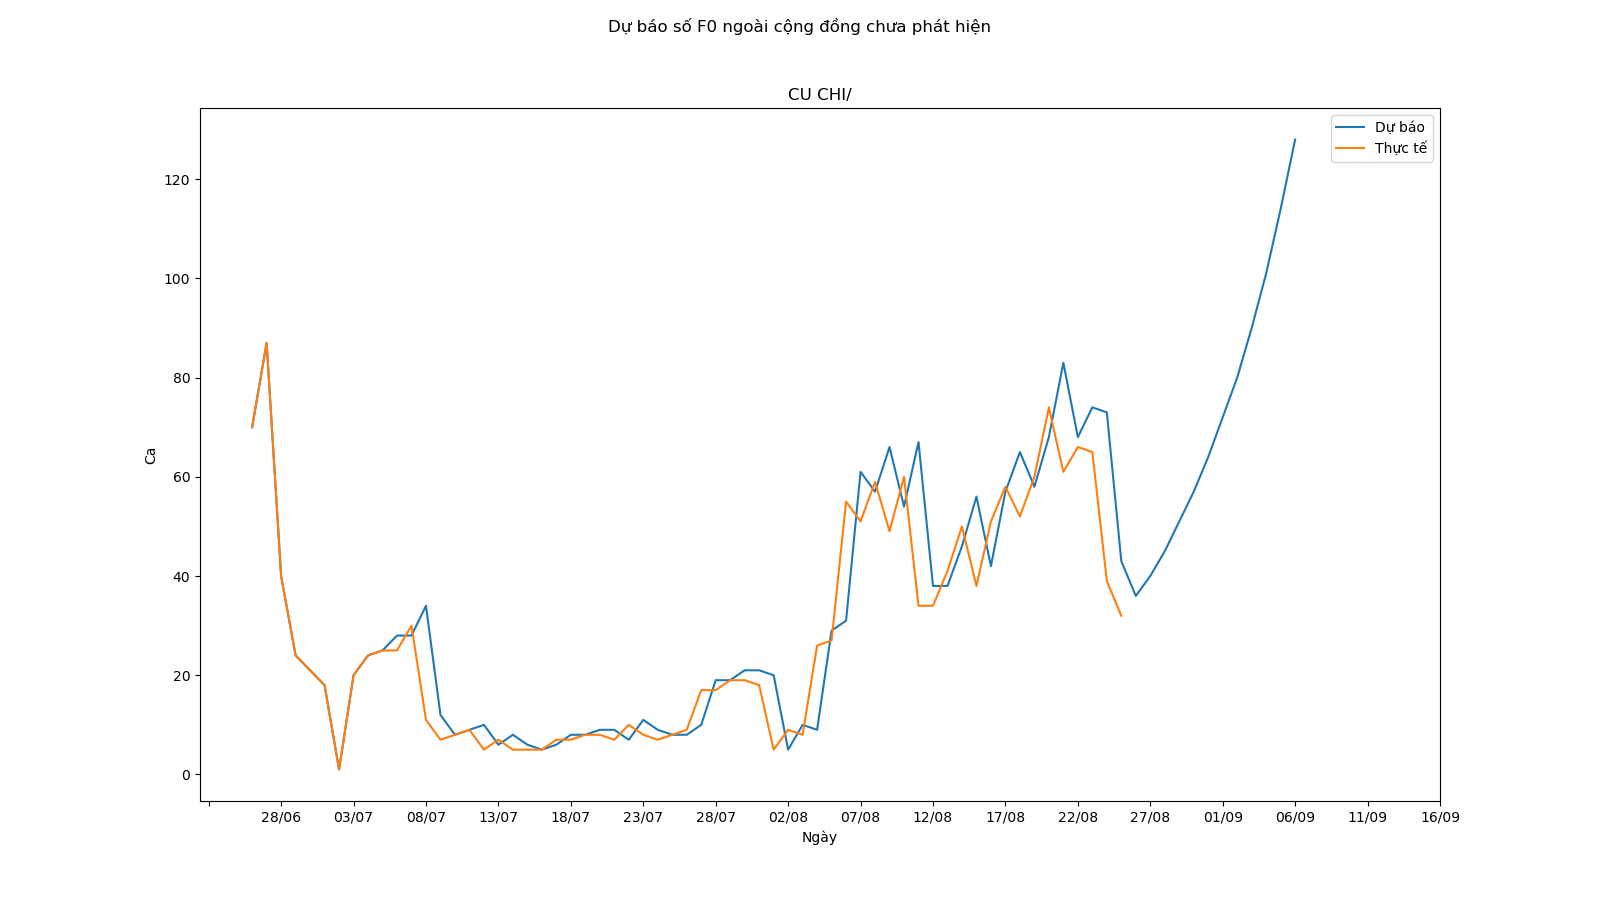 Dự báo số F0 ngoài cộng đồng chưa phát hiện
CU CHI/
Dự báo
Thực tế
120
100
80
60
40
20
0
Ca
28/06 03/07 08/07 13/07 18/07 23/07 28/07 02/08 07/08 12/08 17/08 22/08 27/08 01/09 06/09 11/09 16/09
Ngày